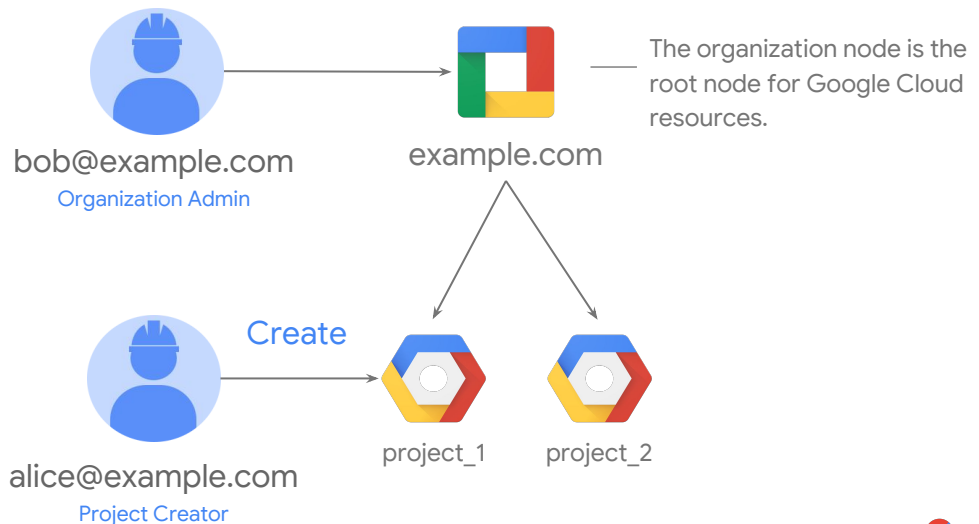 The organization node is the
root node for Google Cloud
resources.
bob@example.com
Organization Admin
example.com
Create
project_1
project_2
alice@example.com
Project Creator